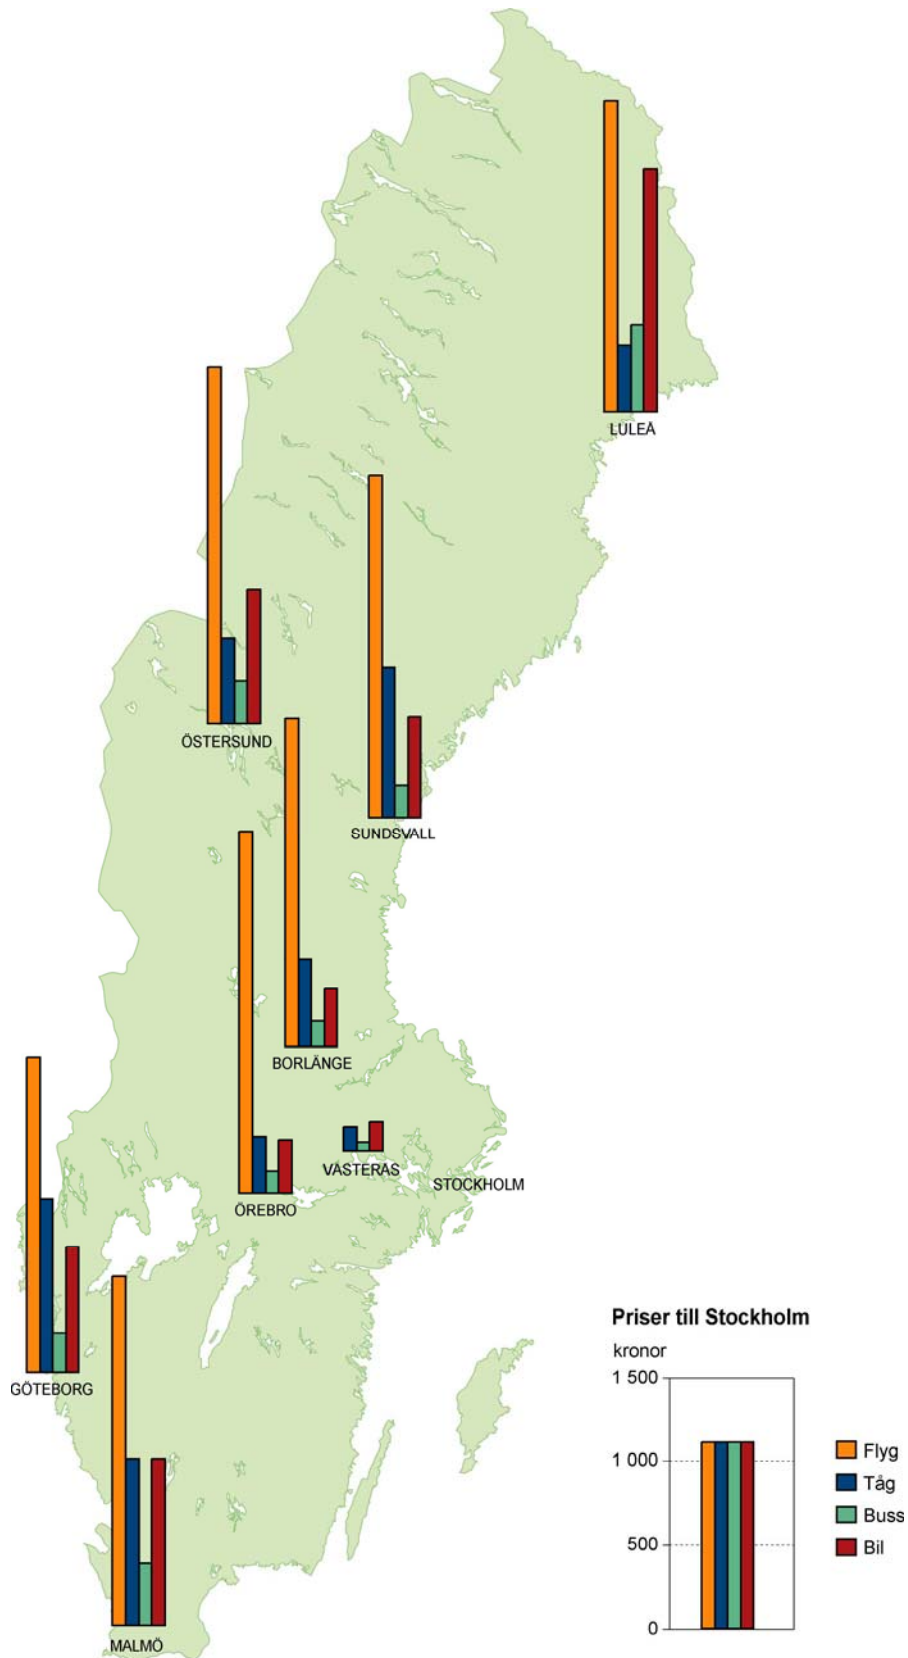 LULEÅ
ÖSTERSUND
SUNDSVALL
BORLÄNGE
VÄSTERÅS
STOCKHOLM
ÖREBRO
GÖTEBORG
MALMÖ
Priser till Stockholm
kronor
1 500
1 000
500
0
Flyg
Tåg
Buss
Bil